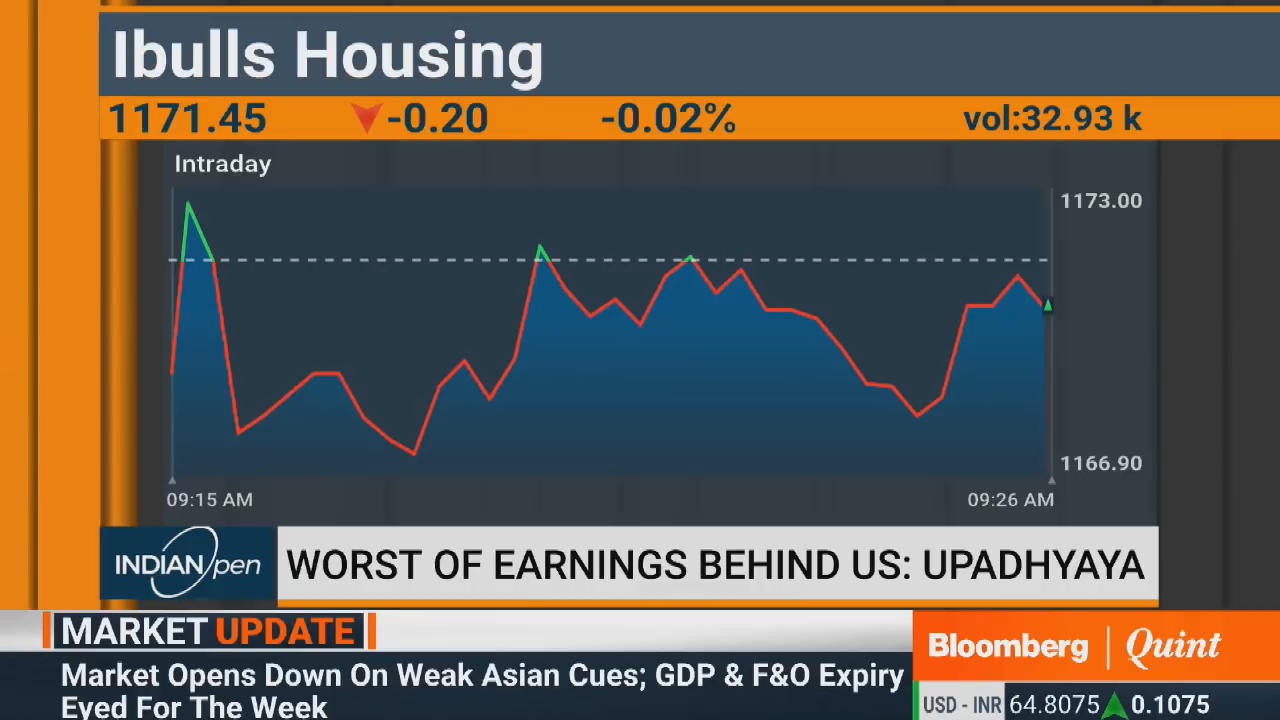 Ibulls Housing
1171.45 -0.20 -0.02% vol:32.93 k
Intraday
1173.00
1166.90
09:15 AM 09:26 AM
INDIAN Open WORST OF EARNINGS BEHIND US: UPADHYAYA
MARKET UPDATE
Bloomberg | Quint
Market Opens Down On Weak Asian Cues; GDP & F&O Expiry
Eyed For The Week
USD - INR 64.8075 0.1075